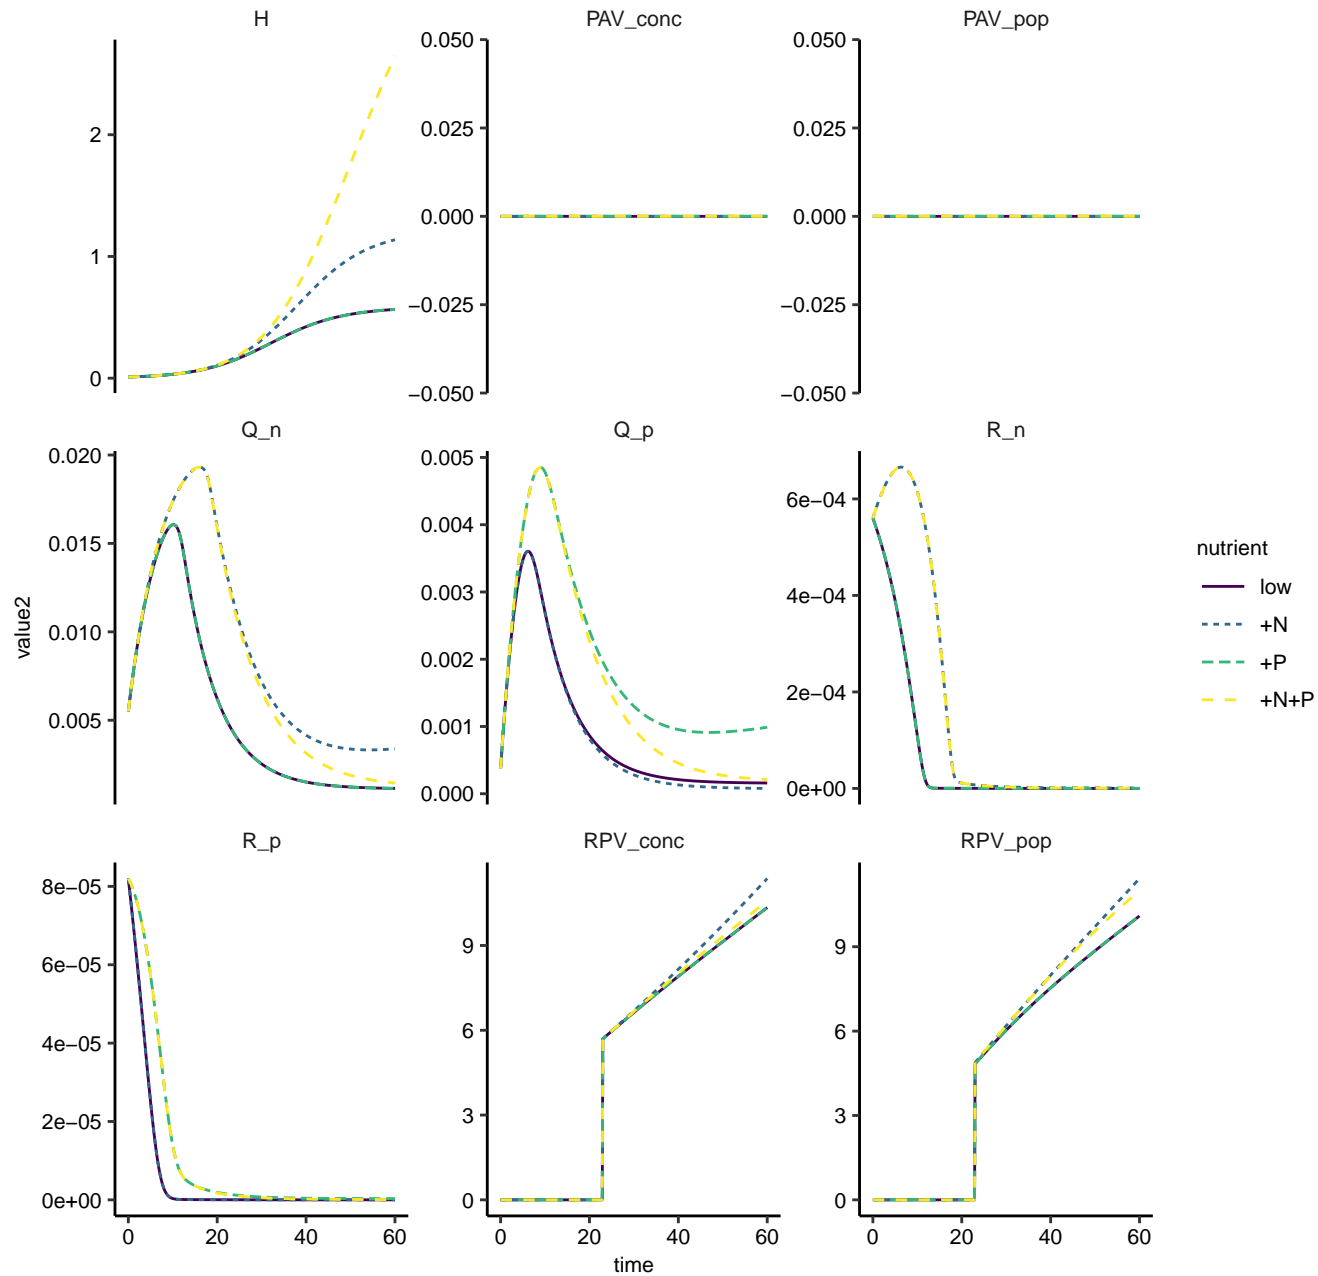 H
PAV_conc
PAV_pop
2
1
0
0.050
0.025
0.000
−0.025
−0.050
0.050
0.025
0.000
−0.025
−0.050
Q_n
Q_p
R_n
0.020
0.015
0.010
0.005
0.005
0.004
0.003
0.002
0.001
0.000
6e−04
4e−04
2e−04
0e+00
R_p
RPV_conc
RPV_pop
8e−05
6e−05
4e−05
2e−05
0e+00
9
6
3
0
9
6
3
0
0 20 40 60
0 20 40 60
0 20 40 60
time
value2
nutrient
low
+N
+P
+N+P